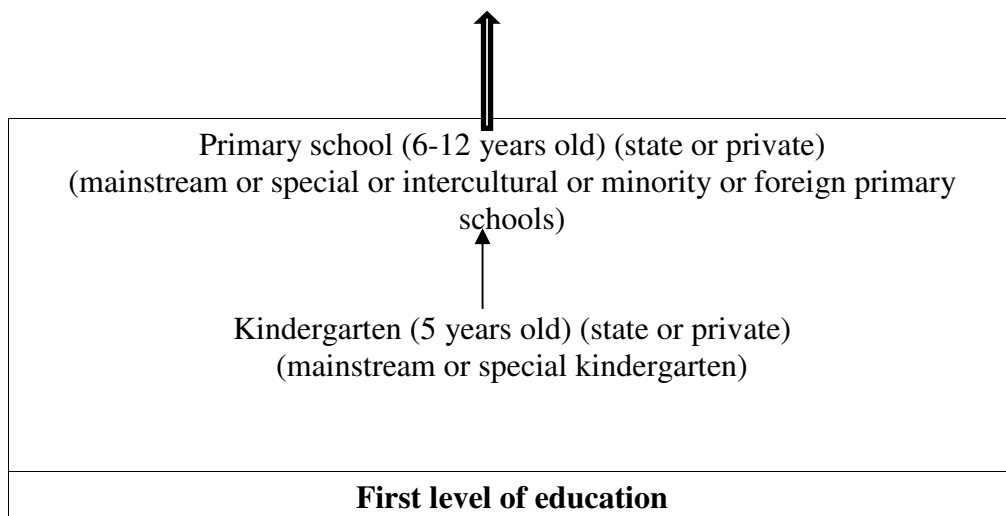 Primary school (6-12 years old) (state or private)
(mainstream or special or intercultural or minority or foreign primary
schools)
Kindergarten (5 years old) (state or private)
(mainstream or special kindergarten)
First level of education